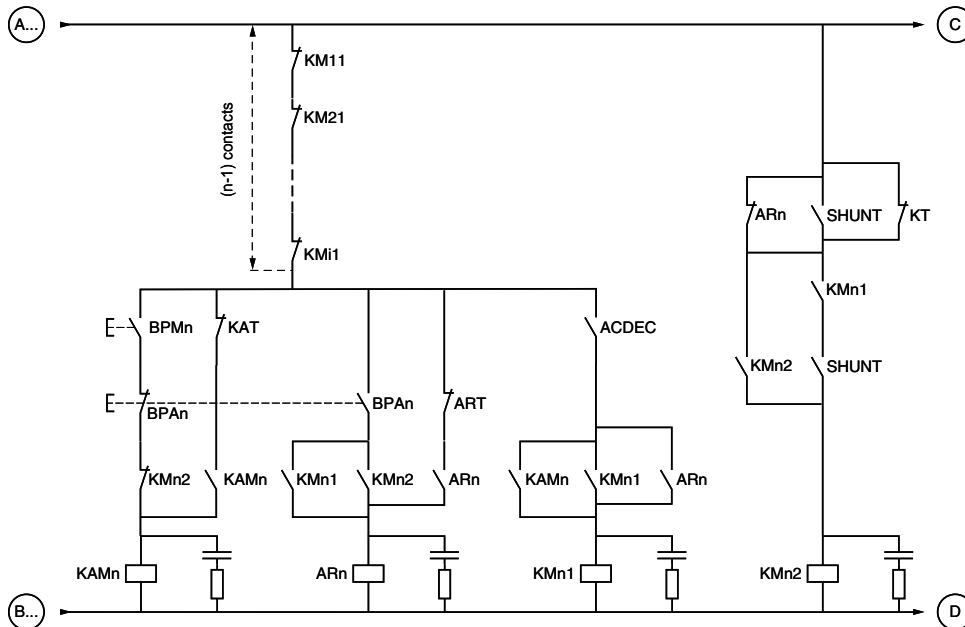 A...
C
KM11
KM21
(n-1) contacts
KMi1
ARn
SHUNT
KT
KMn1
BPMn
KAT
ACDEC
KMn2
SHUNT
BPAn
BPAn
ART
KMn2
KAMn
KMn1
KMn2
ARn
KAMn
KMn1
ARn
KAMn
ARn
KMn1
KMn2
B...
D